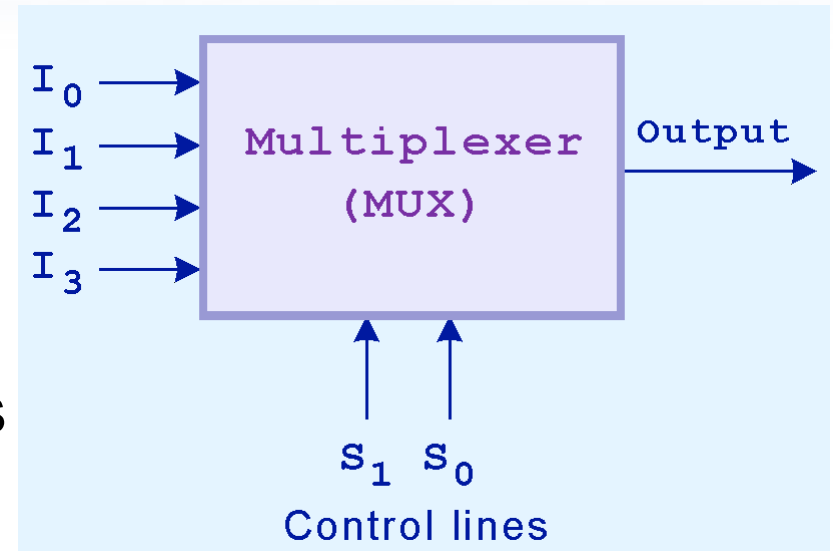 I0
I1
I2
I3
Multiplexer
(MUX)
Output
s
S1 S0
Control lines